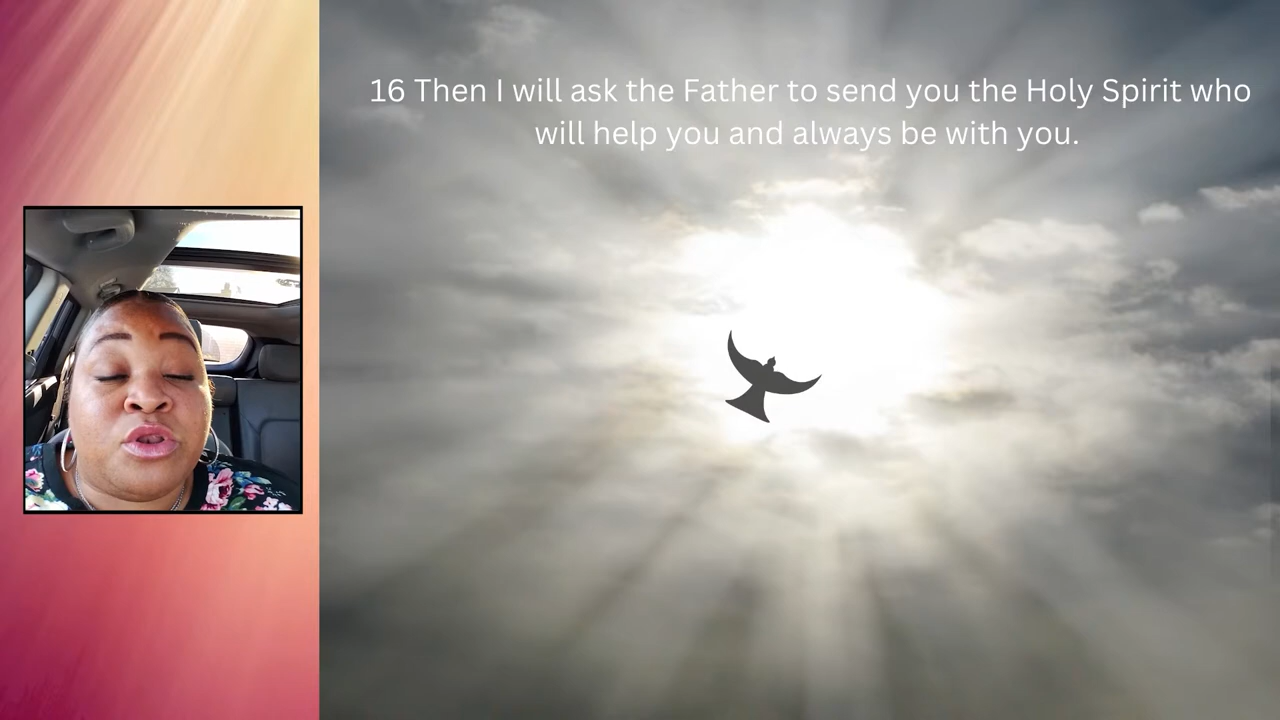 16 Then I will ask the Father to send you the Holy Spirit who
will help you and always be with you.